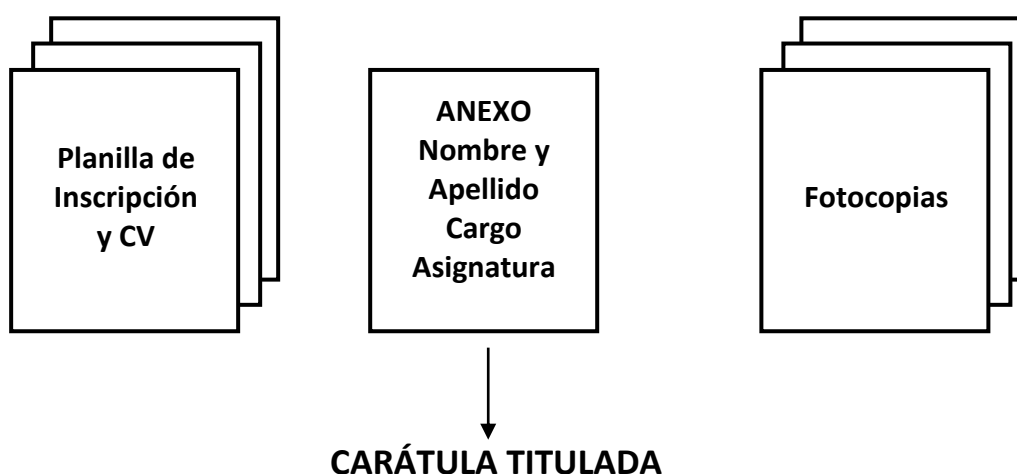 Planilla de
Inscripción
y CV
ANEXO
Nombre y
Apellido
Cargo
Asignatura
Fotocopias
CARÁTULA TITULADA